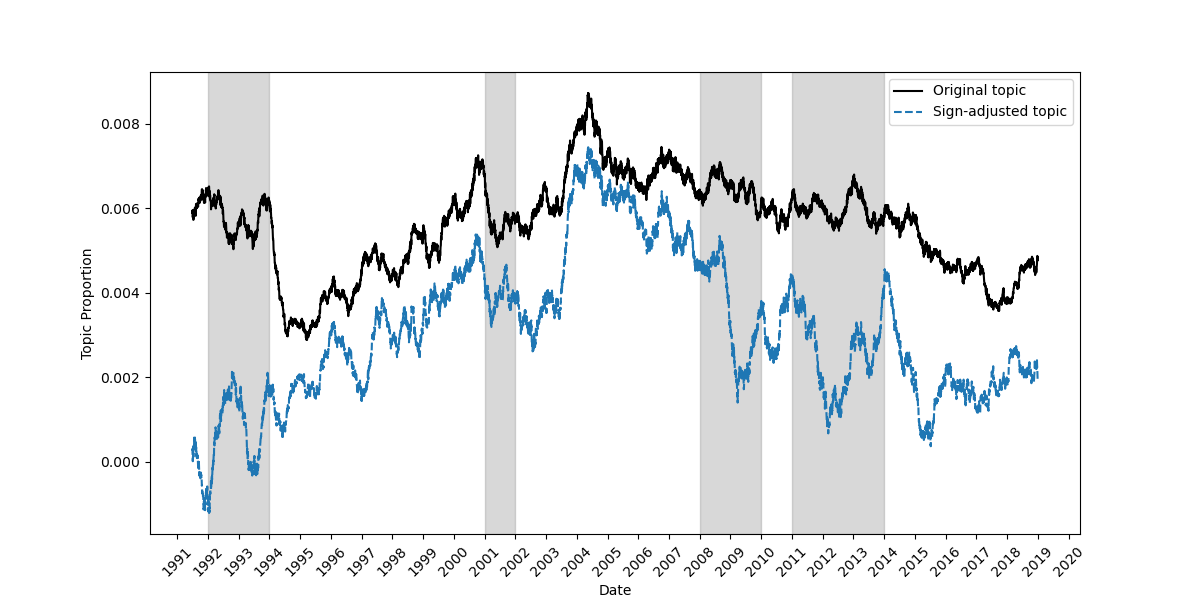 Original topic
Sign-adjusted topic
0.008
0.006
0.004
0.002
0.000
Topic Proportion
1991 1992 1993 1994 1995 1996 1997 1998 1999 2000 2001 2002 2003 2004 2005 2006 2007 2008 2009 2010 2011 2012 2013 2014 2015 2016 2017 2018 2019 2020
Date